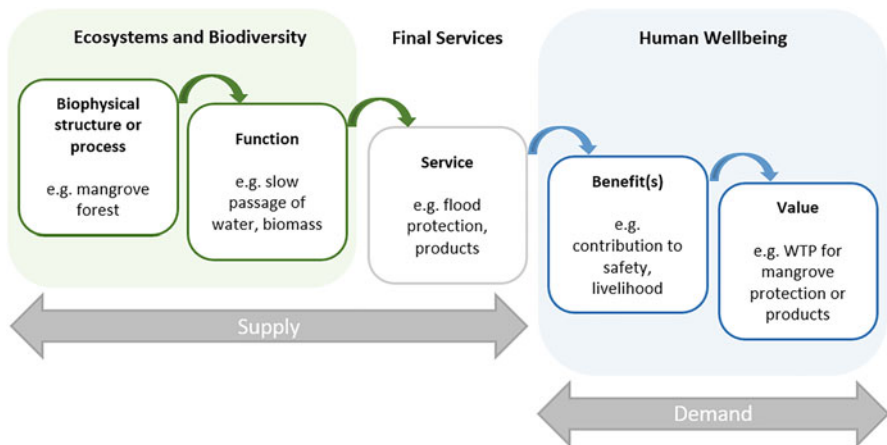 Ecosystems and Biodiversity
Final Services
Human Wellbeing
Biophysical
structure or
process
e.g. mangrove
forest
Function
e.g. slow
passage of
water, biomass
Service
e.g. flood
protection,
products
Benefit(s)
e.g.
contribution to
safety,
livelihood
Value
e.g. WTP for
mangrove
protection or
products
Supply
Demand